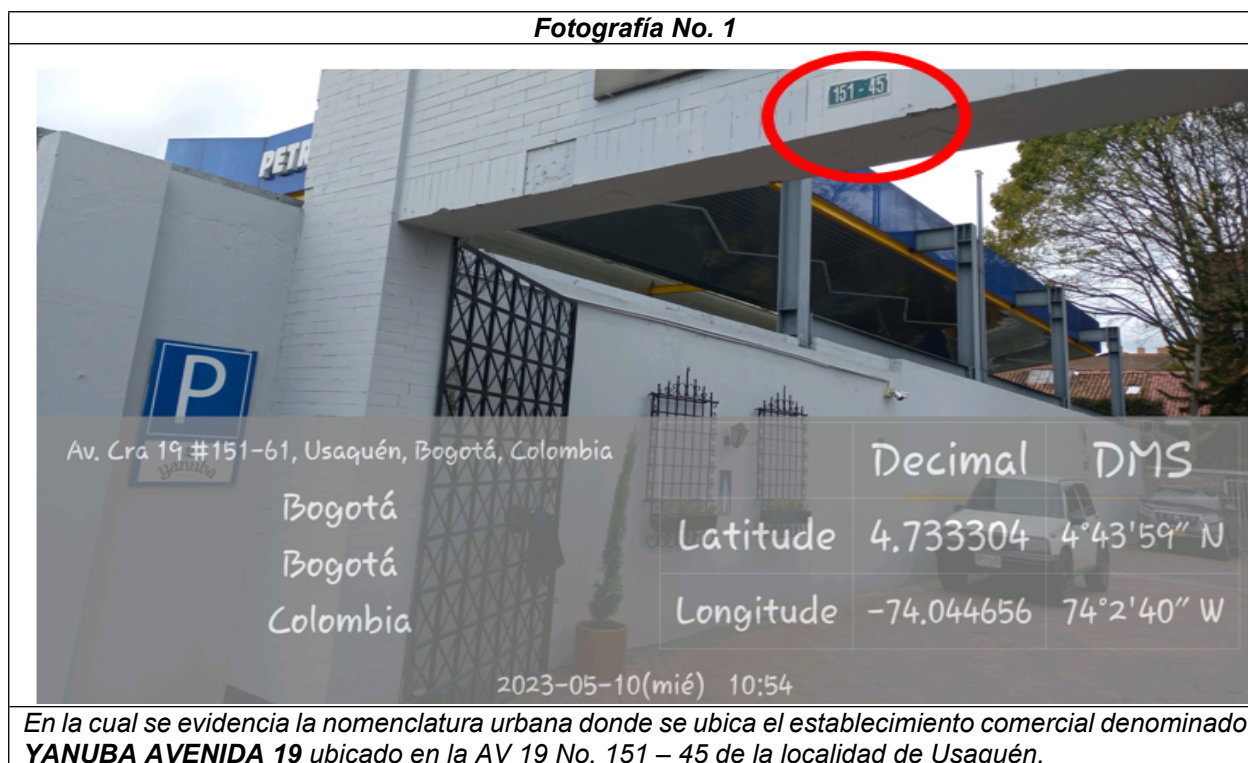 Fotografía No. 1
151 - 45
PETR
P
Av. Cra 19 #151-61, Usaquén, Bogotá, Colombia
Yanuba
Bogotá
Bogotá
Colombia
Decimal DMS
Latitude 4.733304 4°43'59" N
Longitude -74.044656 74°2'40" W
2023-05-10(mié) 10:54
En la cual se evidencia la nomenclatura urbana donde se ubica el establecimiento comercial denominado
YANUBA AVENIDA 19 ubicado en la AV 19 No. 151 – 45 de la localidad de Usaquén.